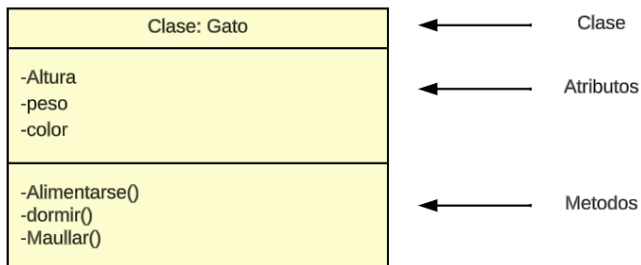 Clase: Gato
Clase
-Altura
-peso
-color
Atributos
-Alimentarse()
-dormir()
-Maullar()
Metodos